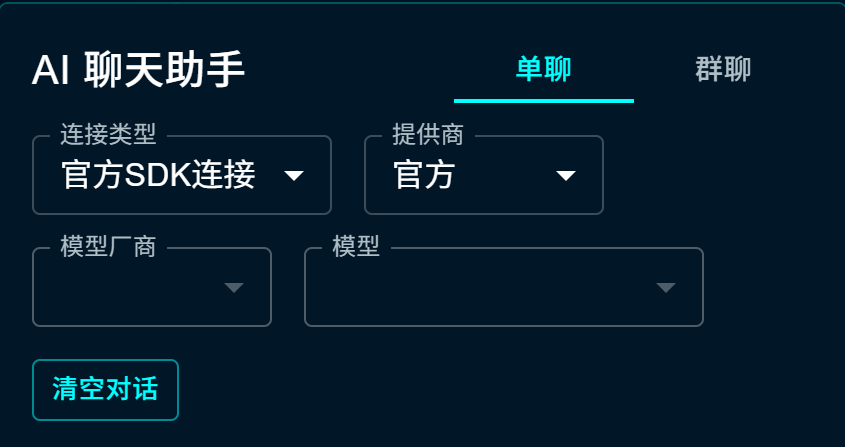 AI 聊天助手
单聊
群聊
连接类型
官方SDK连接
提供商
官方
模型厂商
模型
清空对话